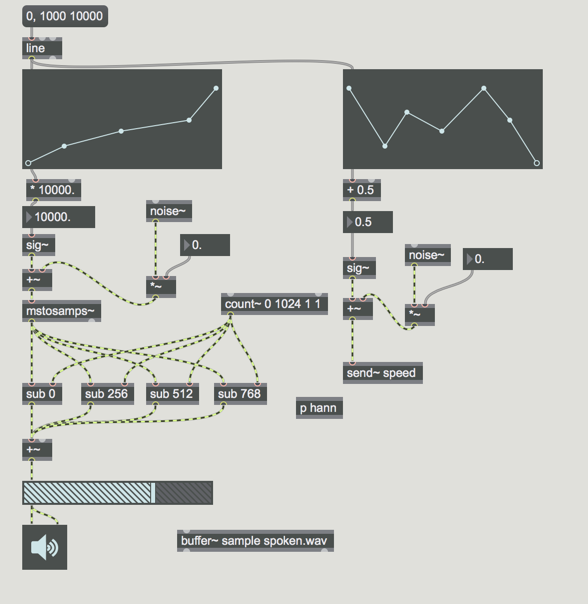 0, 1000 10000
line
* 10000.
10000.
noise~
0.
sig~
+~
*~
mstosamps~
count~ 0 1024 1 1
sub 0
sub 256
sub 512
sub 768
+~
buffer~ sample spoken.wav
+ 0.5
0.5
noise~
0.
sig~
+~
*~
send~ speed
p hann